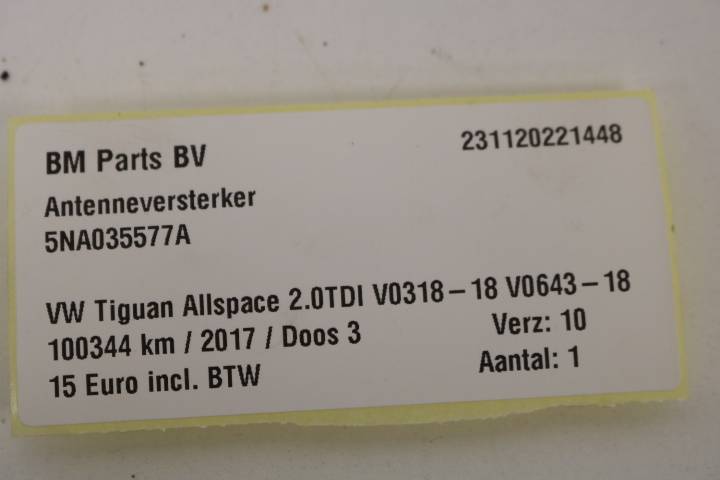 BM Parts BV 231120221448
Antenneversterker
5NA035577A
VW Tiguan Allspace 2.0TDI V0318-18 V0643-18
100344 km / 2017 / Doos 3 Verz: 10
15 Euro incl. BTW Aantal: 1